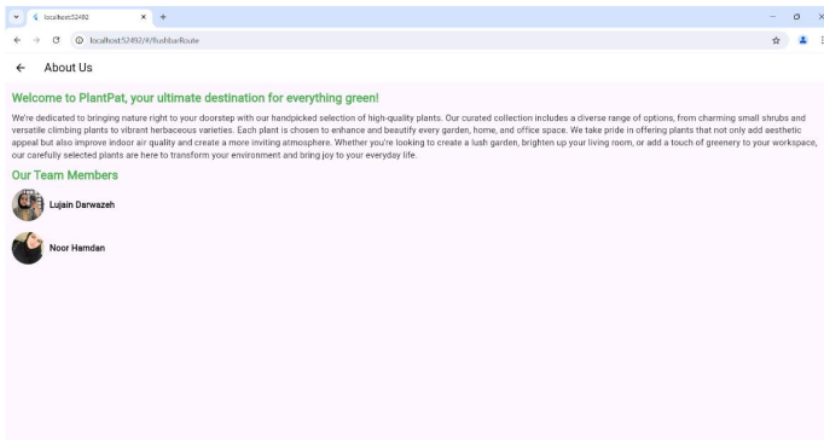 localhost:52492
localhost:52492/#/flushbarRoute
About Us
Welcome to PlantPat, your ultimate destination for everything green!
We're dedicated to bringing nature right to your doorstep with our handpicked selection of high-quality plants. Our curated collection includes a diverse range of options, from charming small shrubs and
versatile climbing plants to vibrant herbaceous varieties. Each plant is chosen to enhance and beautify every garden, home, and office space. We take pride in offering plants that not only add aesthetic
appeal but also improve indoor air quality and create a more inviting atmosphere. Whether you're looking to create a lush garden, brighten up your living room, or add a touch of greenery to your workspace,
our carefully selected plants are here to transform your environment and bring joy to your everyday life.
Our Team Members
Lujain Darwazeh
Noor Hamdan